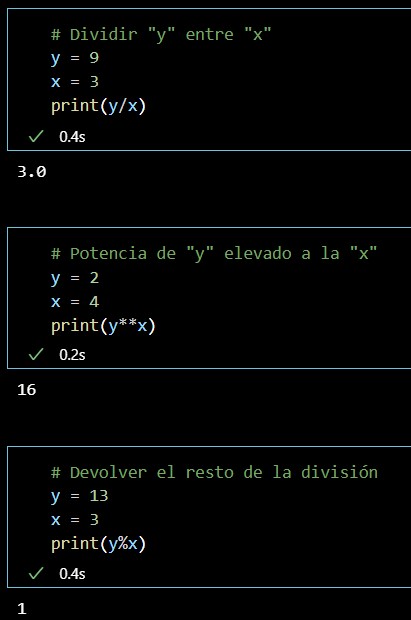 # Dividir "y" entre "x"
y = 9
x = 3
print(y/x)
0.4s
3.0
# Potencia de "y" elevado a la "x"
y = 2
x = 4
print(y**x)
0.2s
16
# Devolver el resto de la división
y = 13
x = 3
print(y%x)
0.4s
1